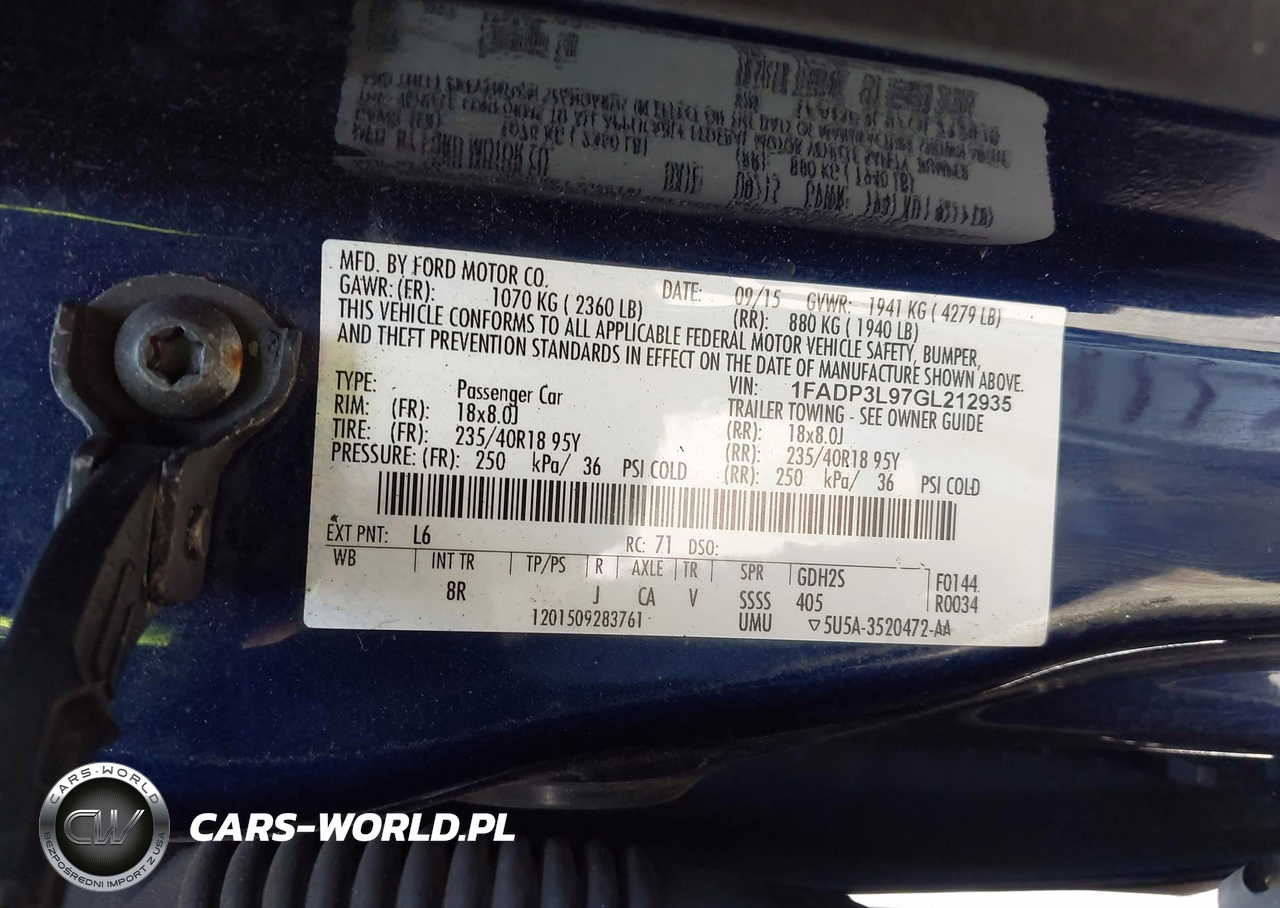 MFD. BY FORD MOTOR CO. DATE: 09/15 GVWR: 1941 KG ( 4279 LB)
GAWR: (FR): 1070 KG ( 2360 LB) (RR): 880 KG ( 1940 LB)
THIS VEHICLE CONFORMS TO ALL APPLICABLE FEDERAL MOTOR VEHICLE SAFETY, BUMPER,
AND THEFT PREVENTION STANDARDS IN EFFECT ON THE DATE OF MANUFACTURE SHOWN ABOVE.
VIN: 1FADP3L97GL212935
TYPE: Passenger Car TRAILER TOWING - SEE OWNER GUIDE
RIM: (FR): 18x8.0J (RR): 18x8.0J
TIRE: (FR): 235/40R18 95Y (RR): 235/40R18 95Y
PRESSURE: (FR): 250 kPa/ 36 PSI COLD (RR): 250 kPa/ 36 PSI COLD
EXT PNT: L6 RC: 71 DSO:
WB INT TR TP/PS R AXLE TR SPR GDH2S F0144
8R J CA V SSSS 405 R0034
1201509283761 UMU ▽5U5A-3520472-AA
CARS-WORLD
CW
BEZPOŚREDNI IMPORT Z USA
CARS-WORLD.PL